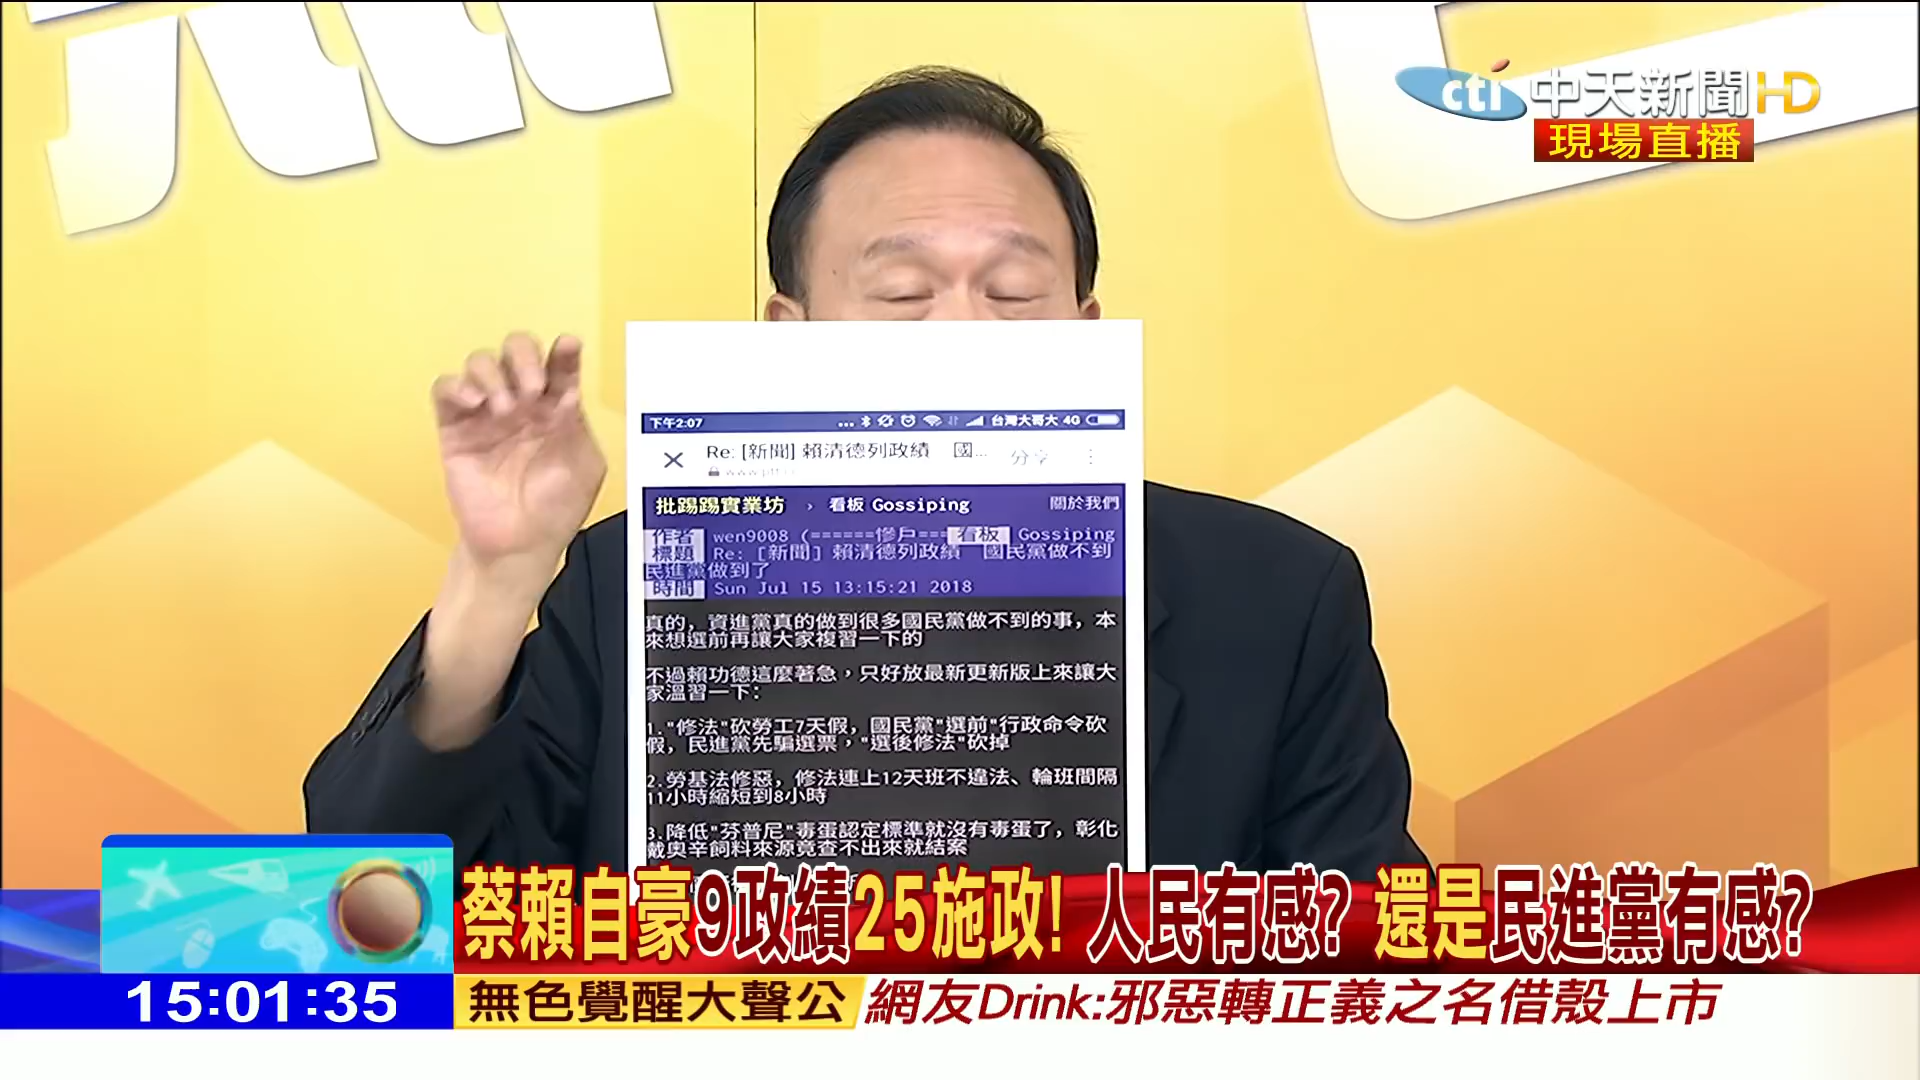 cti 中天新聞HD
現場直播
下午2:07
台灣大哥大 4G
Re: [新聞] 賴清德列政績 國...
分享
批踢踢實業坊 › 看板 Gossiping 關於我們
作者 wen9008 (======慘戶=== 看板 Gossiping
標題 Re: [新聞] 賴清德列政績 國民黨做不到
民進黨做到了
時間 Sun Jul 15 13:15:21 2018
真的，資進黨真的做到很多國民黨做不到的事，本
來想選前再讓大家複習一下的
不過賴功德這麼著急，只好放最新更新版上來讓大
家溫習一下：
1."修法"砍勞工7天假，國民黨"選前"行政命令砍
假，民進黨先騙選票，"選後修法"砍掉
2.勞基法修惡，修法連上12天班不違法、輪班間隔
11小時縮短到8小時
3.降低"芬普尼"毒蛋認定標準就沒有毒蛋了，彰化
戴奧辛飼料來源竟查不出來就結案
蔡賴自豪9政績25施政! 人民有感? 還是民進黨有感?
15:01:35
無色覺醒大聲公 網友Drink:邪惡轉正義之名借殼上市